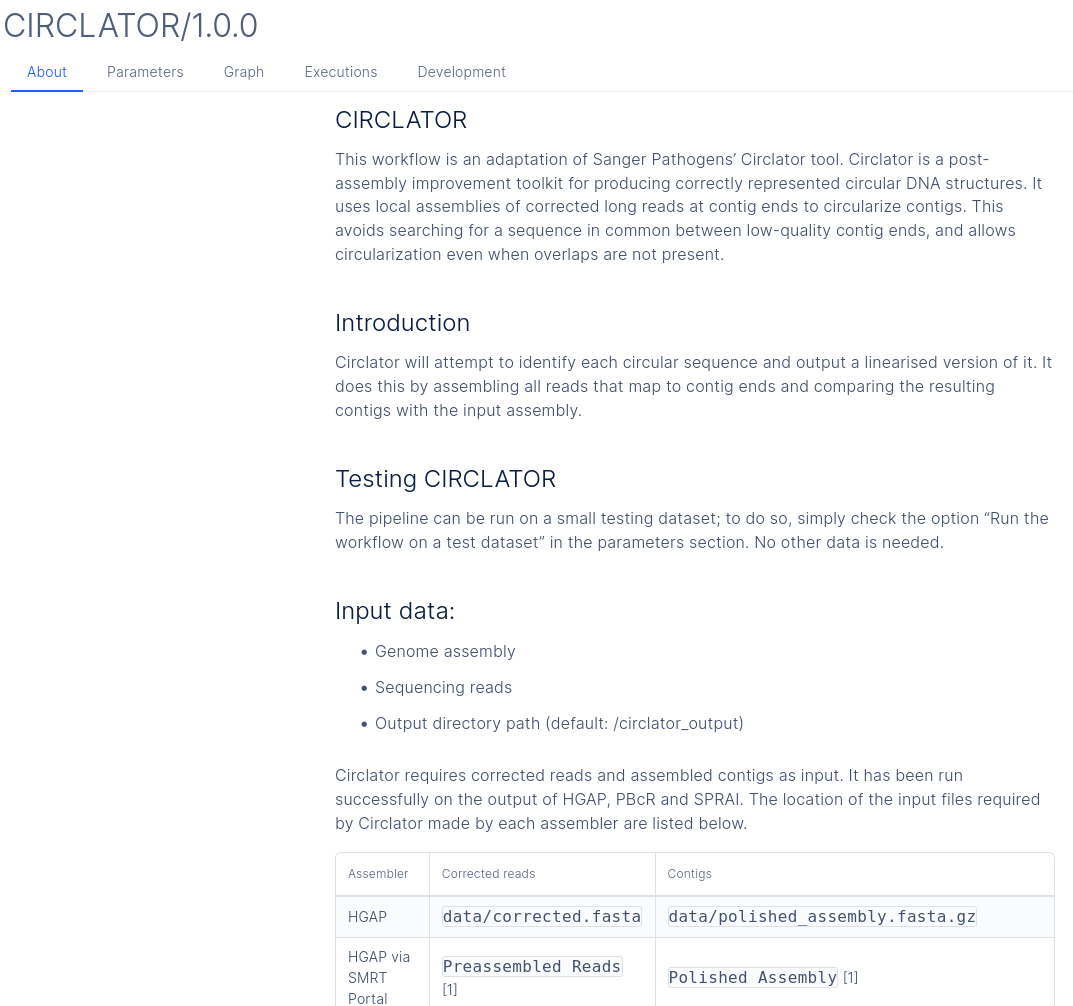 CIRCLATOR/1.0.0
About Parameters Graph Executions Development
CIRCLATOR
This workflow is an adaptation of Sanger Pathogens’ Circlator tool. Circlator is a post-
assembly improvement toolkit for producing correctly represented circular DNA structures. It
uses local assemblies of corrected long reads at contig ends to circularize contigs. This
avoids searching for a sequence in common between low-quality contig ends, and allows
circularization even when overlaps are not present.
Introduction
Circlator will attempt to identify each circular sequence and output a linearised version of it. It
does this by assembling all reads that map to contig ends and comparing the resulting
contigs with the input assembly.
Testing CIRCLATOR
The pipeline can be run on a small testing dataset; to do so, simply check the option “Run the
workflow on a test dataset” in the parameters section. No other data is needed.
Input data:
• Genome assembly
• Sequencing reads
• Output directory path (default: /circlator_output)
Circlator requires corrected reads and assembled contigs as input. It has been run
successfully on the output of HGAP, PBcR and SPRAI. The location of the input files required
by Circlator made by each assembler are listed below.
Assembler Corrected reads Contigs
HGAP data/corrected.fasta data/polished_assembly.fasta.gz
HGAP via
SMRT
Portal
Preassembled Reads
[1]
Polished Assembly [1]